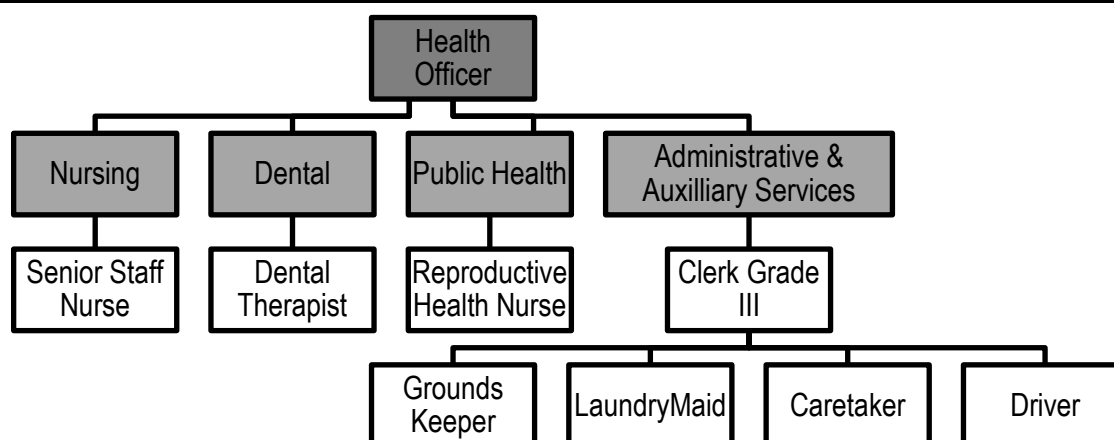 Health
Officer
Nursing
Dental
Public Health
Administrative &
Auxilliary Services
Senior Staff
Nurse
Dental
Therapist
Reproductive
Health Nurse
Clerk Grade
III
Grounds
Keeper
LaundryMaid
Caretaker
Driver